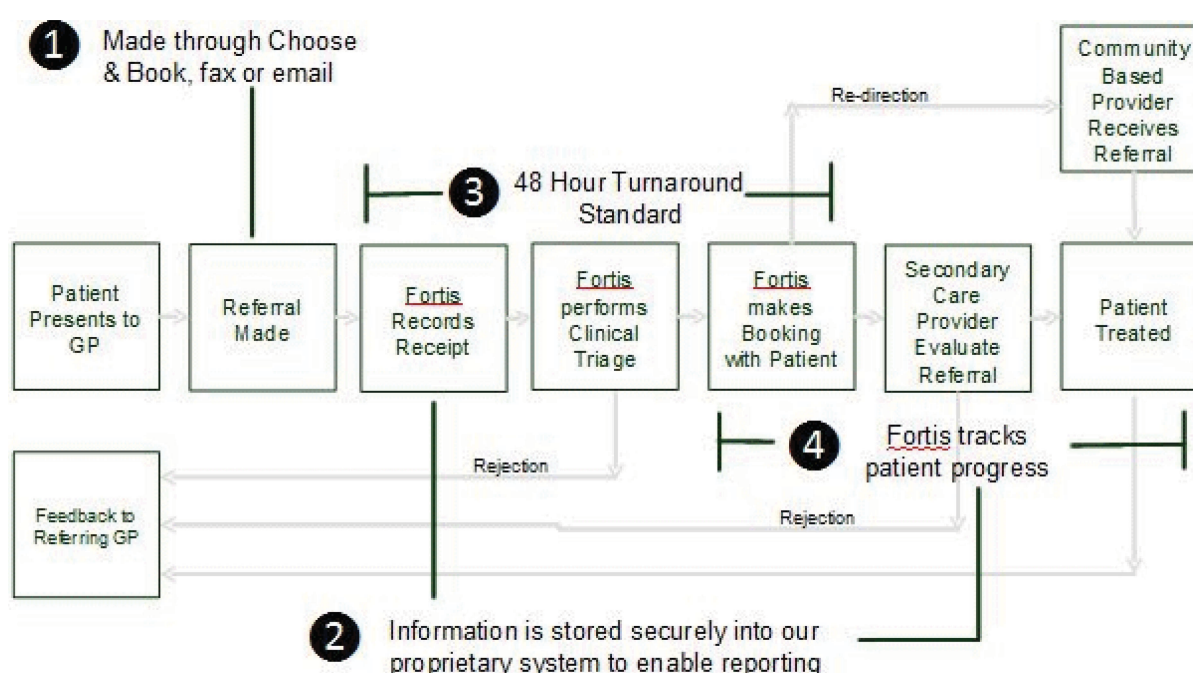 1 Made through Choose
& Book, fax or email
Community
Based
Provider
Receives
Referral
Re-direction
3 48 Hour Turnaround
Standard
Patient
Presents to
GP
Referral
Made
Fortis
Records
Receipt
Fortis
performs
Clinical
Triage
Fortis
makes
Booking
with Patient
Secondary
Care
Provider
Evaluate
Referral
Patient
Treated
4 Fortis tracks
patient progress
Rejection
Feedback to
Referring GP
Rejection
2 Information is stored securely into our
proprietary system to enable reporting